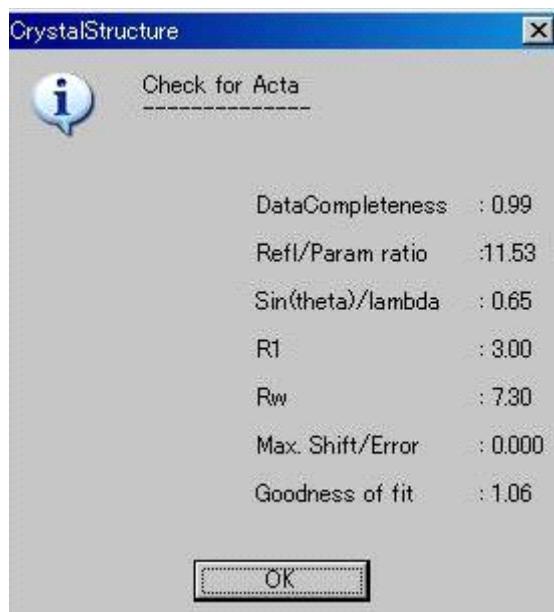 CrystalStructure
Check for Acta
--------------
DataCompleteness : 0.99
Refl/Param ratio :11.53
Sin(theta)/lambda : 0.65
R1 : 3.00
Rw : 7.30
Max. Shift/Error : 0.000
Goodness of fit : 1.06
OK